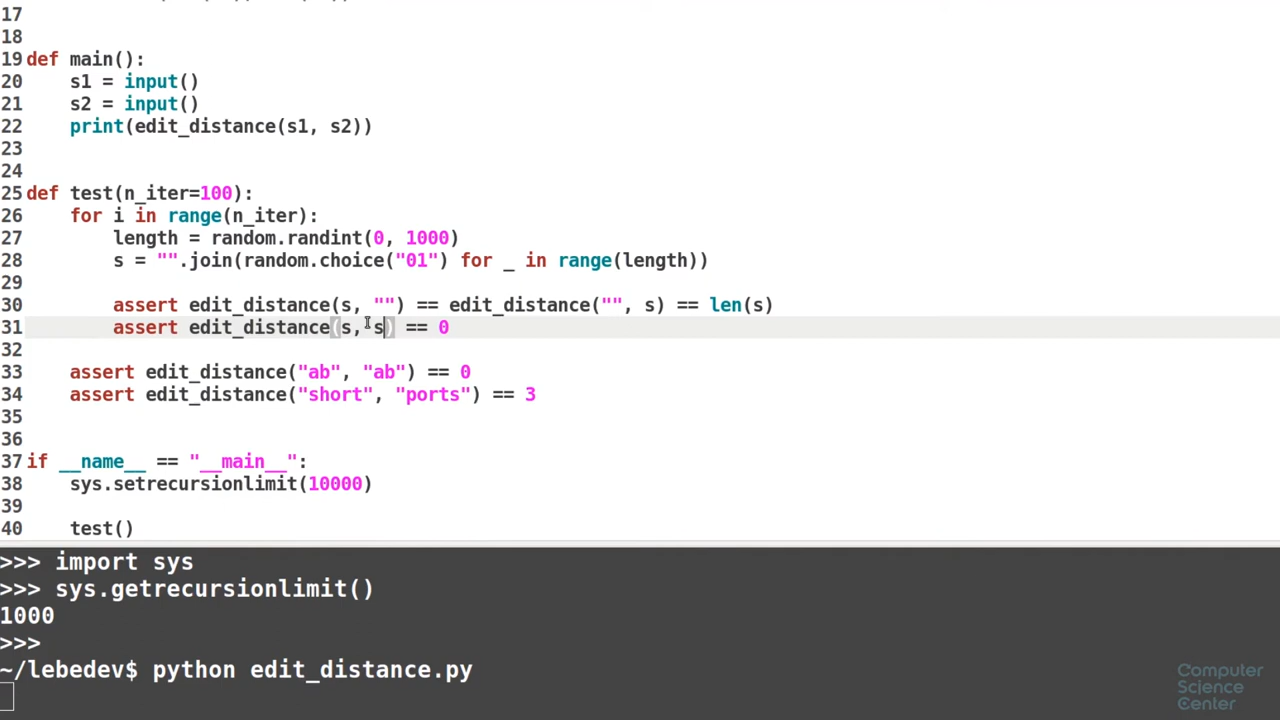 17
18
19 def main():
20     s1 = input()
21     s2 = input()
22     print(edit_distance(s1, s2))
23
24
25 def test(n_iter=100):
26     for i in range(n_iter):
27         length = random.randint(0, 1000)
28         s = "".join(random.choice("01") for _ in range(length))
29
30         assert edit_distance(s, "") == edit_distance("", s) == len(s)
31         assert edit_distance(s, s) == 0
32
33     assert edit_distance("ab", "ab") == 0
34     assert edit_distance("short", "ports") == 3
35
36
37 if __name__ == "__main__":
38     sys.setrecursionlimit(10000)
39
40     test()
>>> import sys
>>> sys.getrecursionlimit()
1000
>>>
~/lebedev$ python edit_distance.py
Computer
Science
Center